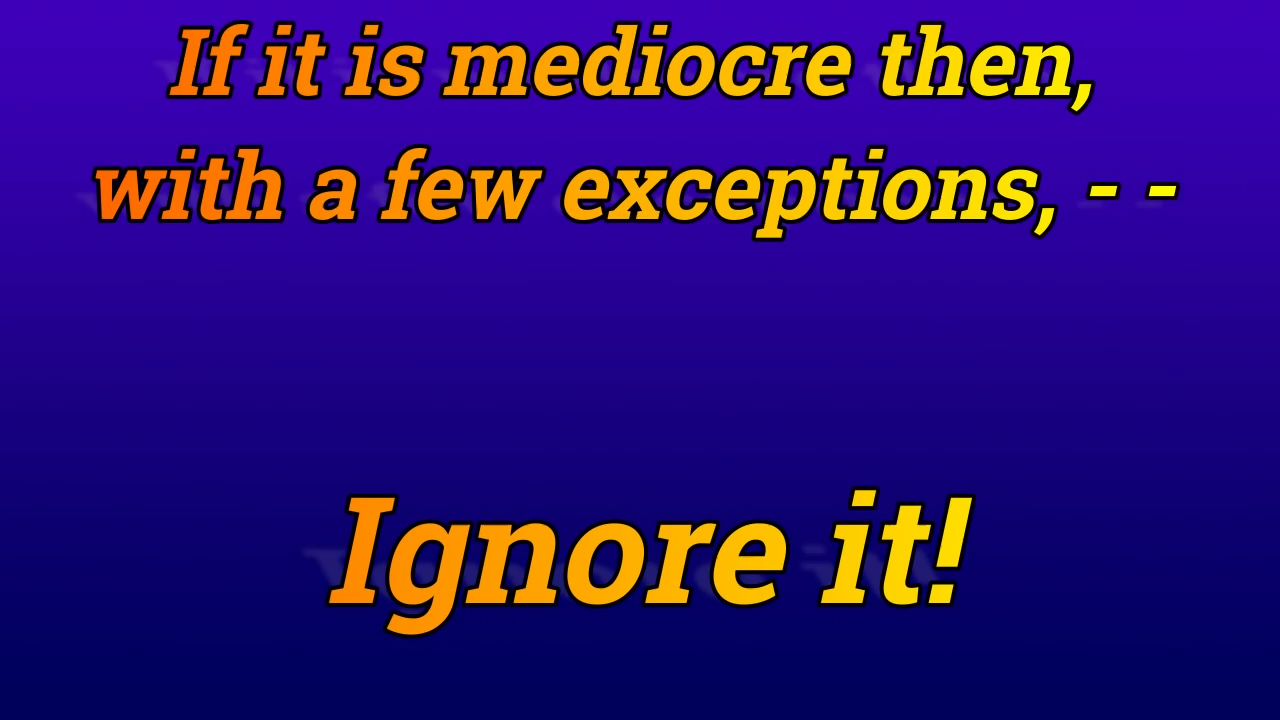 If it is mediocre then,
with a few exceptions, - -
Ignore it!